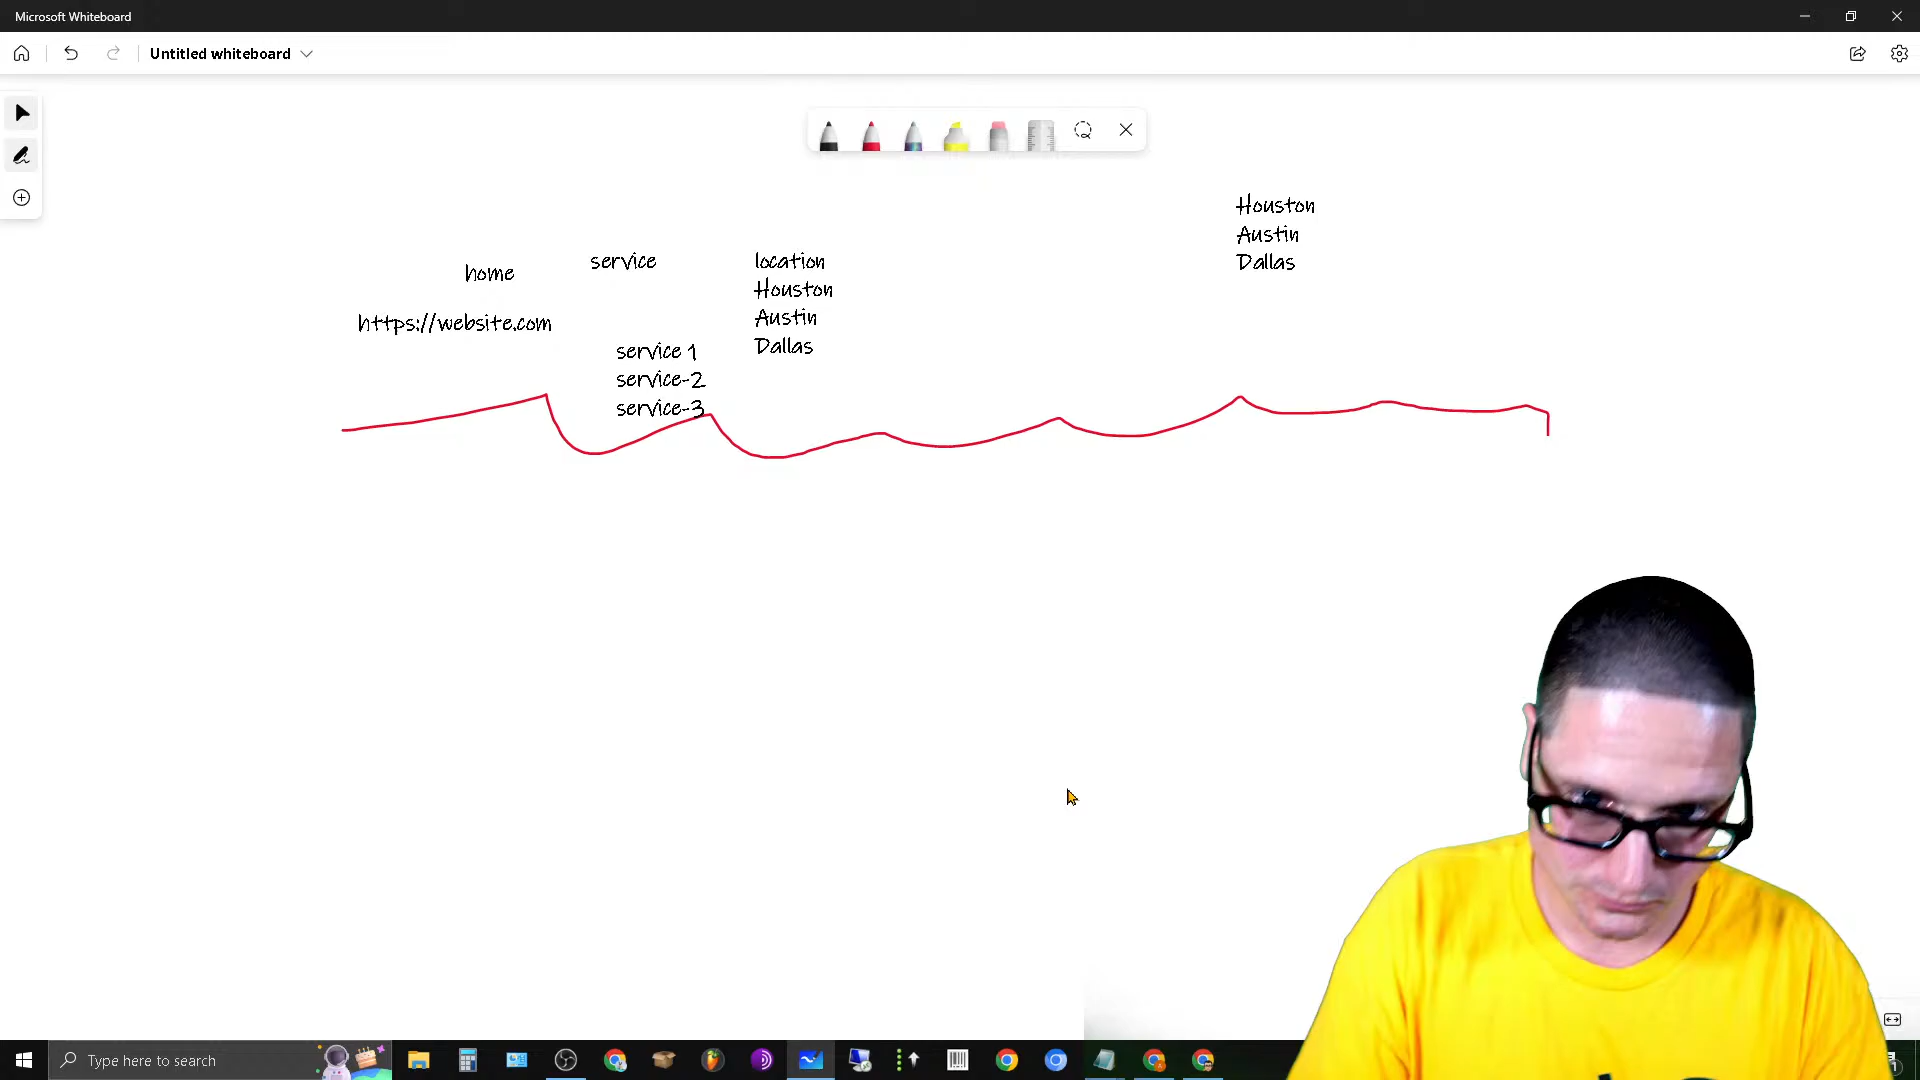 Microsoft Whiteboard
Untitled whiteboard
Houston
Austin
Dallas
home
service
location
Houston
Austin
Dallas
https://website.com
service 1
service-2
service-3
Type here to search